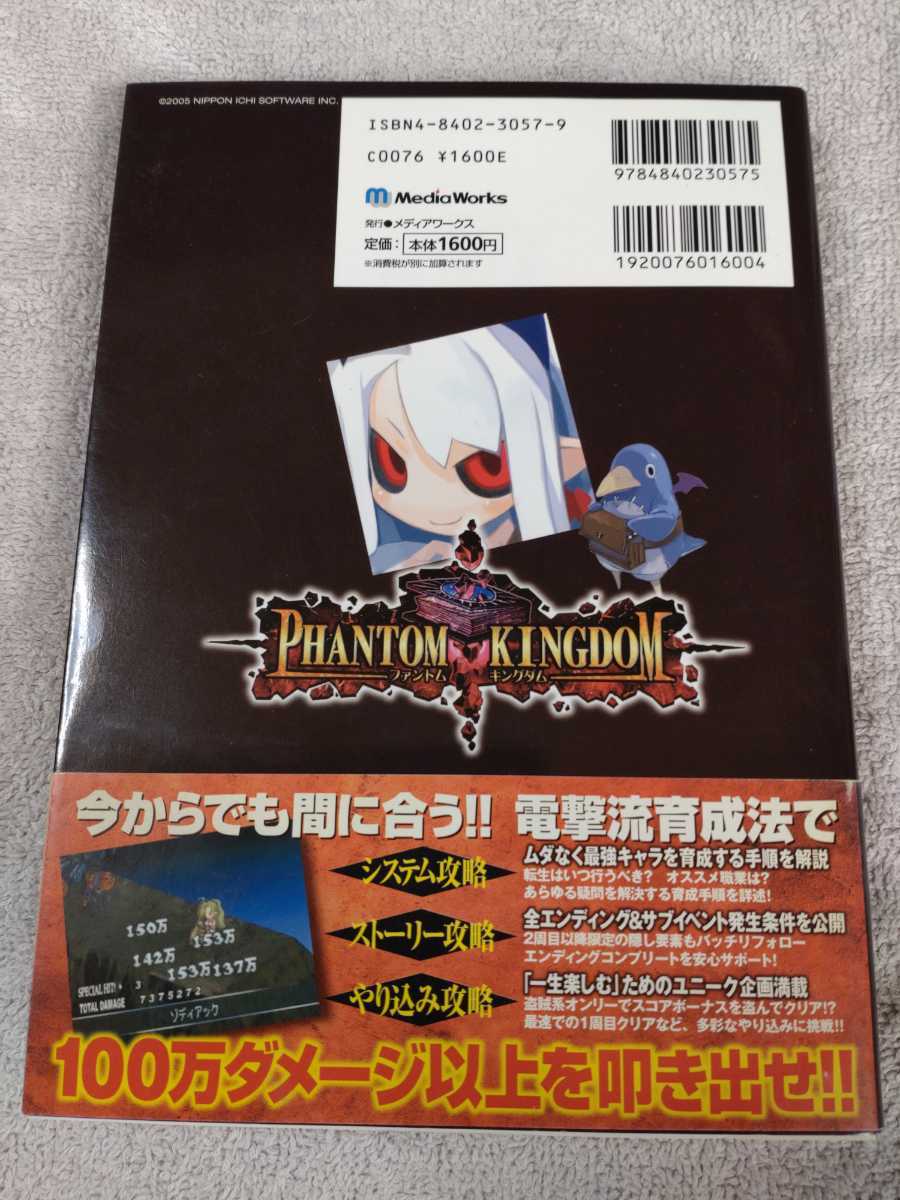 ©2005 NIPPON ICHI SOFTWARE INC.
ISBN4-8402-3057-9
C0076 ¥1600E
9784840230575
MediaWorks
発行●メディアワークス
定価：本体1600円
※消費税が別に加算されます
1920076016004
PHANTOM KINGDOM
ファントム キングダム
今からでも間に合う!! 電撃流育成法で
システム攻略
ムダなく最強キャラを育成する手順を解説
転生はいつ行うべき？ オススメ職業は？
あらゆる疑問を解決する育成手順を詳述!
ストーリー攻略
全エンディング&サブイベント発生条件を公開
2周目以降限定の隠し要素もバッチリフォロー
エンディングコンプリートを安心サポート!
やり込み攻略
「一生楽しむ」ためのユニーク企画満載
盗賊系オンリーでスコアボーナスを盗んでクリア!?
最速での1周目クリアなど、多彩なやり込みに挑戦!!
150万
153万
142万
153万137万
SPECIAL HIT! 3
TOTAL DAMAGE 7375272
ゾディアック
100万ダメージ以上を叩き出せ!!